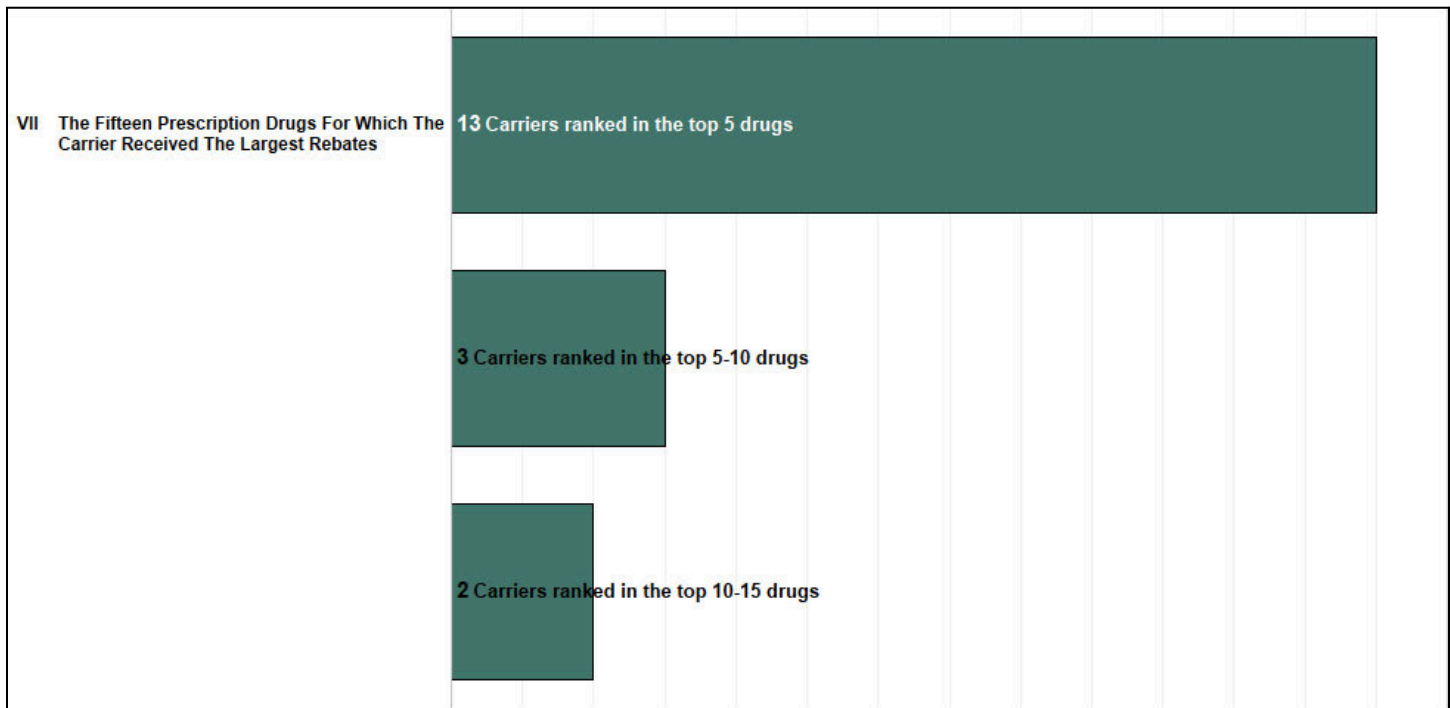 VII The Fifteen Prescription Drugs For Which The
Carrier Received The Largest Rebates
13 Carriers ranked in the top 5 drugs
3 Carriers ranked in the top 5-10 drugs
2 Carriers ranked in the top 10-15 drugs